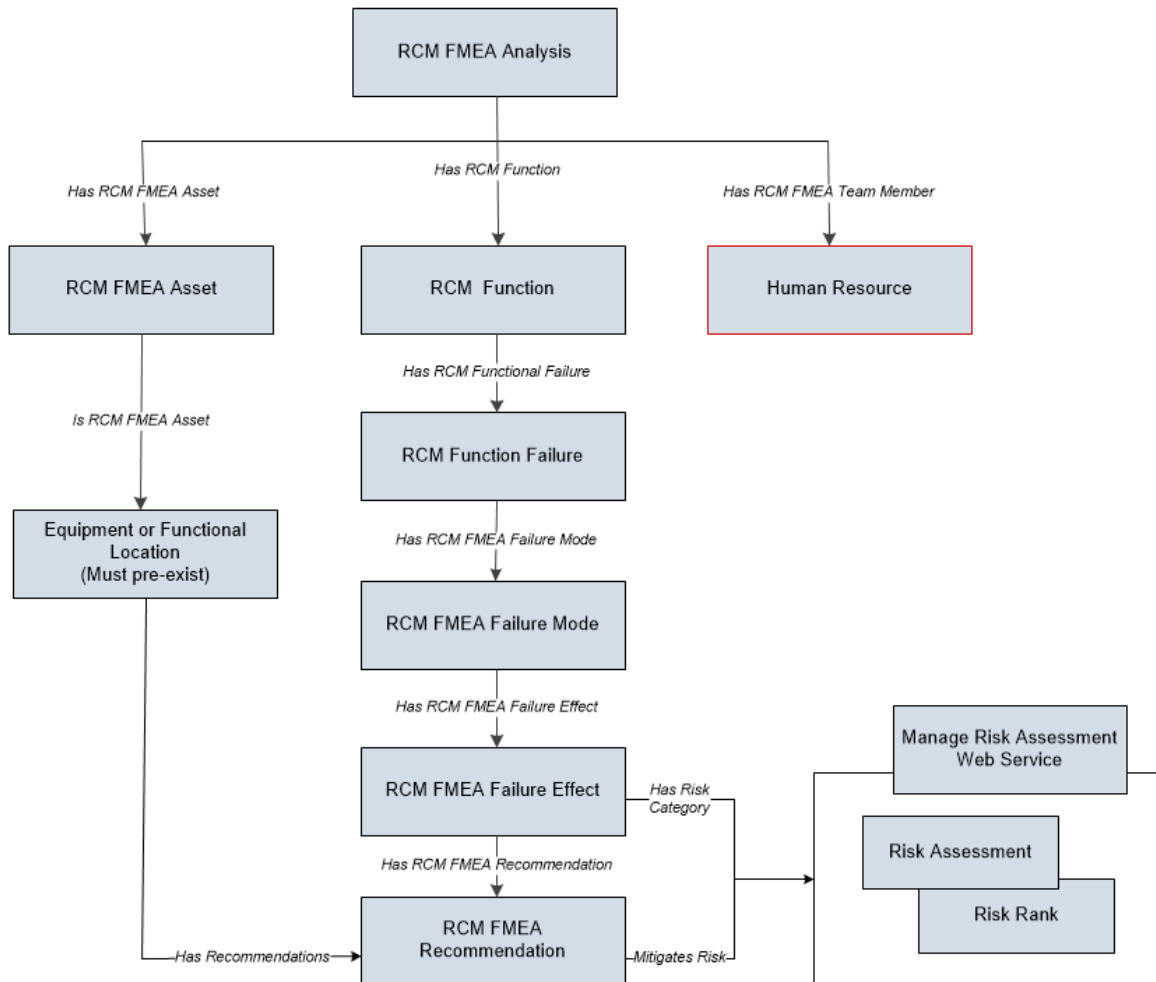 RCM FMEA Analysis
Has RCM Function
Has RCM FMEA Asset
Has RCM FMEA Team Member
RCM FMEA Asset
RCM Function
Human Resource
Has RCM Functional Failure
Is RCM FMEA Asset
RCM Function Failure
Equipment or Functional
Location
(Must pre-exist)
Has RCM FMEA Failure Mode
RCM FMEA Failure Mode
Has RCM FMEA Failure Effect
Manage Risk Assessment
Web Service
RCM FMEA Failure Effect
Has Risk
Category
Risk Assessment
Has RCM FMEA Recommendation
Risk Rank
RCM FMEA
Recommendation
Has Recommendations
Mitigates Risk